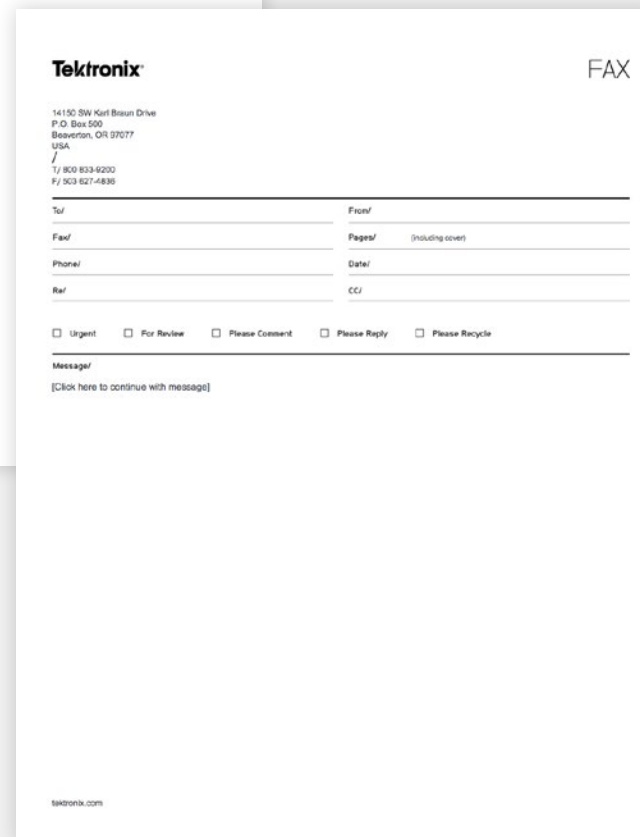 Tektronix®
FAX
14150 SW Karl Braun Drive
P.O. Box 500
Beaverton, OR 97077
USA
/
T/ 800 833-9200
F/ 503 627-4836
To/ From/
Fax/ Pages/ (including cover)
Phone/ Date/
Re/ CC/
☐ Urgent ☐ For Review ☐ Please Comment ☐ Please Reply ☐ Please Recycle
Message/
[Click here to continue with message]
tektronix.com